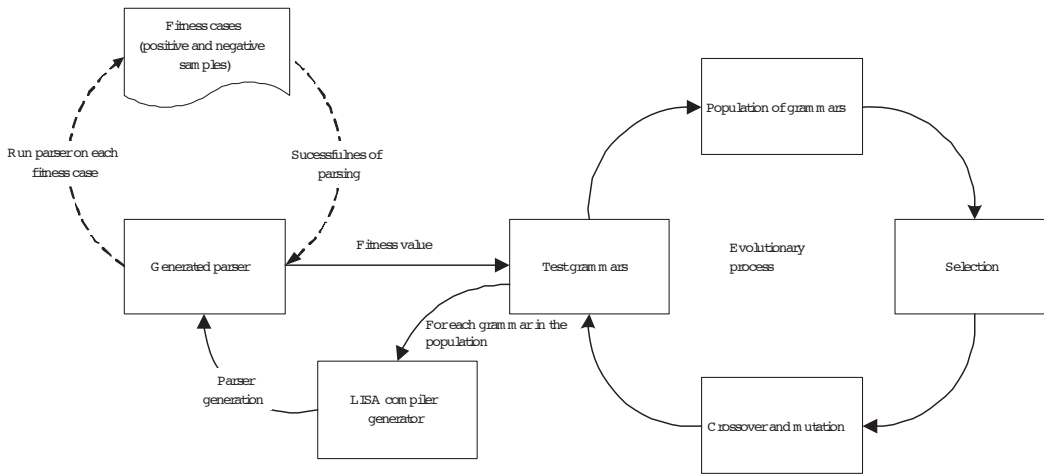 Fitness cases
(positive and negative
samples)
Run parser on each
fitness case
Sucessfulnes of
parsing
Generated parser
Fitness value
Test grammars
For each grammar in the
population
LISA compiler
generator
Parser
generation
Population of grammars
Evolutionary
process
Selection
Crossover and mutation